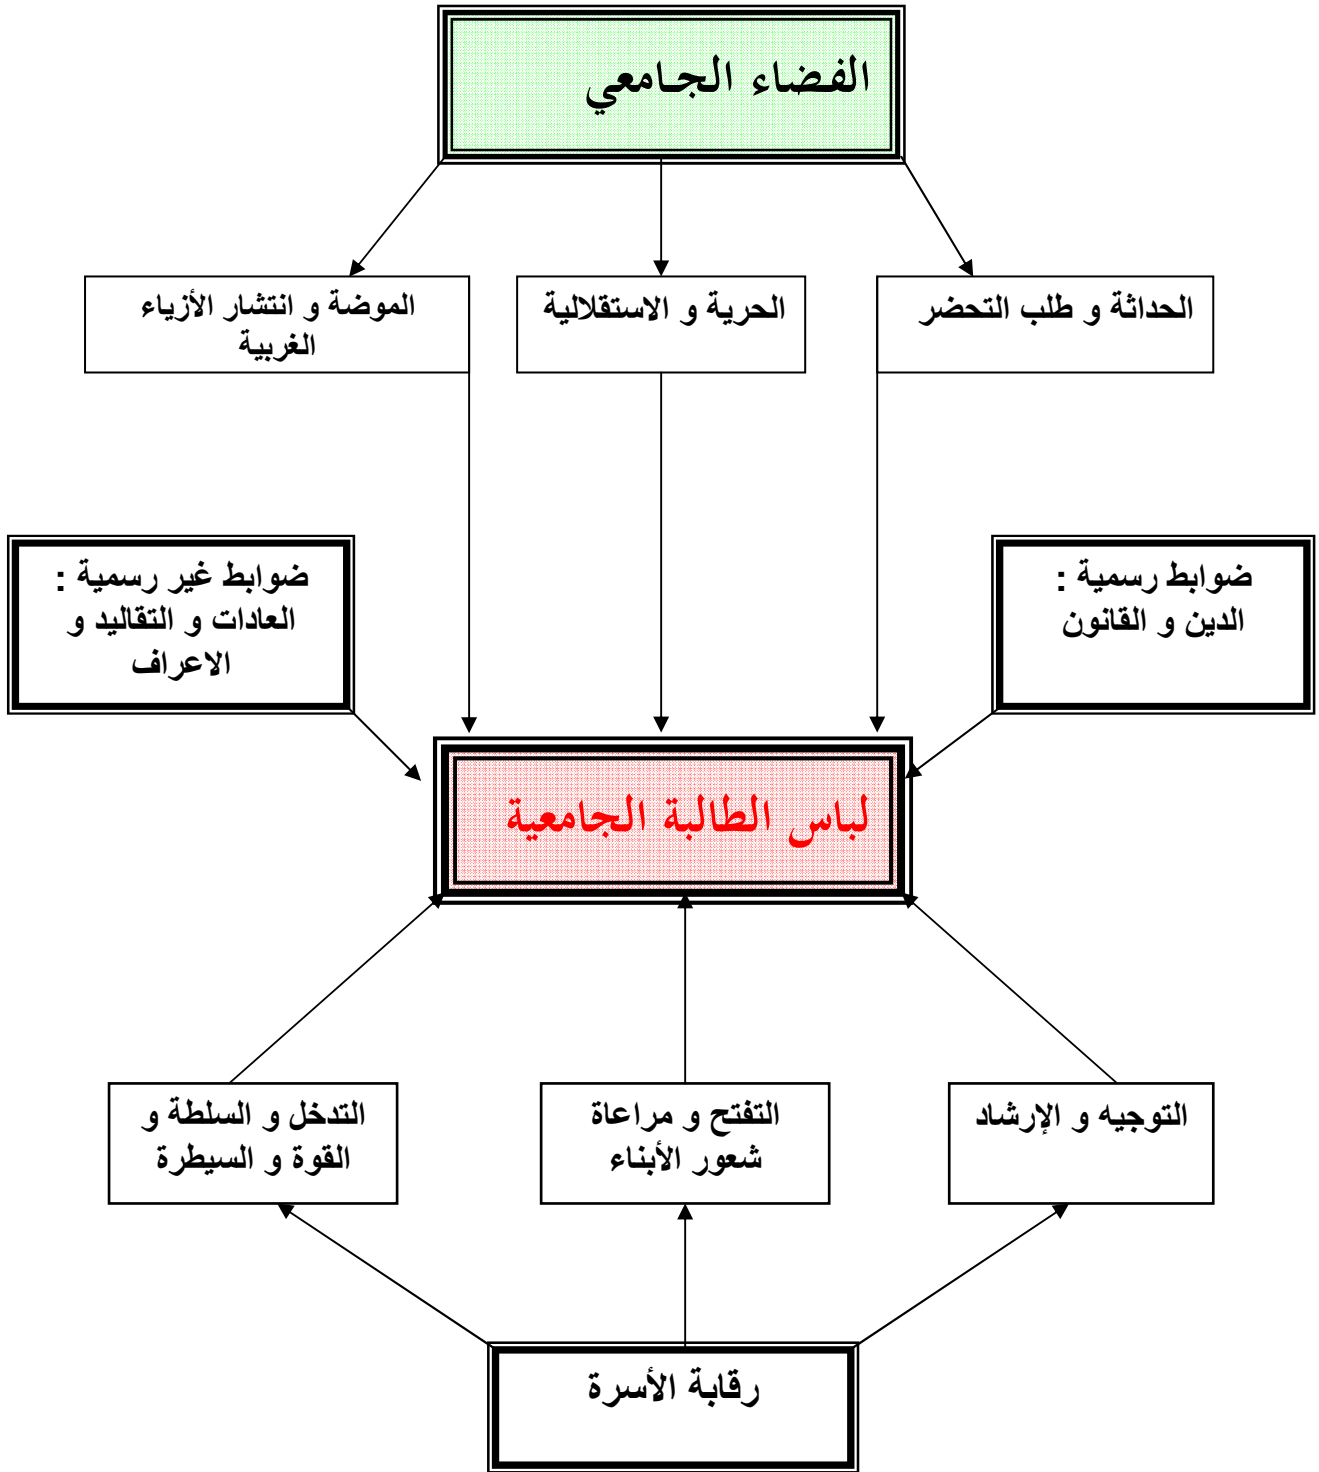 الفضاء الجامعي
الحداثة و طلب التحضر
الحرية و الاستقلالية
الموضة و انتشار الأزياء
الغربية
ضوابط رسمية :
الدين و القانون
ضوابط غير رسمية :
العادات و التقاليد و
الاعراف
لباس الطالبة الجامعية
التوجيه و الإرشاد
التفتح و مراعاة
شعور الأبناء
التدخل و السلطة و
القوة و السيطرة
رقابة الأسرة